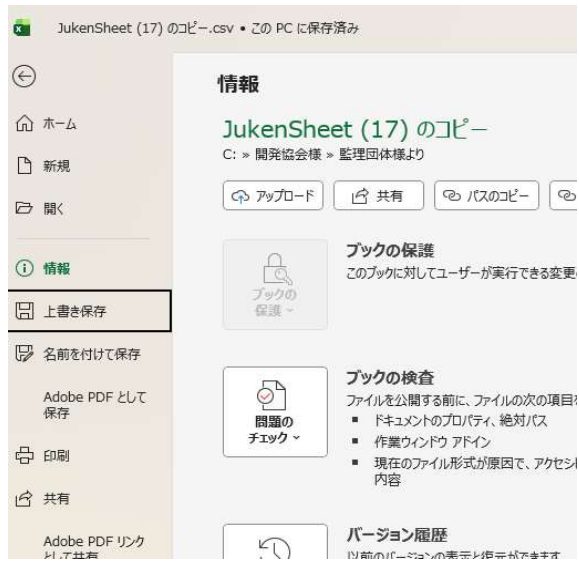 JukenSheet (17) のコピー.csv • この PC に保存済み
情報
ホーム
新規
開く
情報
上書き保存
名前を付けて保存
Adobe PDF として
保存
印刷
共有
Adobe PDF リンク
として共有
JukenSheet (17) のコピー
C: » 開発協会様 » 監理団体様より
アップロード
共有
パスのコピー
ブックの
保護
ブックの保護
このブックに対してユーザーが実行できる変更
問題の
チェック
ブックの検査
ファイルを公開する前に、ファイルの次の項目
▪ ドキュメントのプロパティ、絶対パス
▪ 作業ウィンドウ アドイン
▪ 現在のファイル形式が原因で、アクセシ
内容
バージョン履歴
以前のバージョンの表示と復元ができます